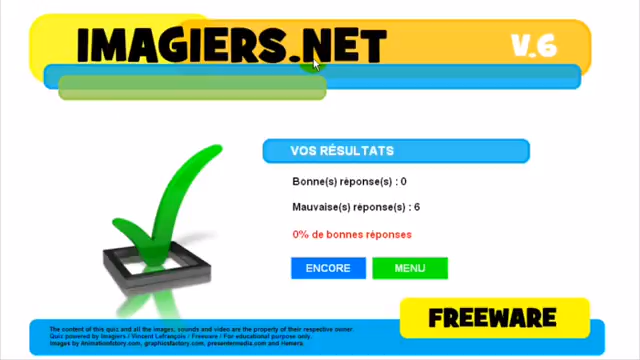 IMAGIERS.NET
V.6
VOS RÉSULTATS
Bonne(s) réponse(s) : 0
Mauvaise(s) réponse(s) : 6
0% de bonnes réponses
ENCORE
MENU
FREEWARE
The content of this quiz and all the images, sounds and video are the property of their respective owner.
Quiz powered by Imagiers / Vincent Lefrançois / Freeware / For educational purpose only.
Images by Animationfactory.com, graphicsfactory.com, presentermedia.com and